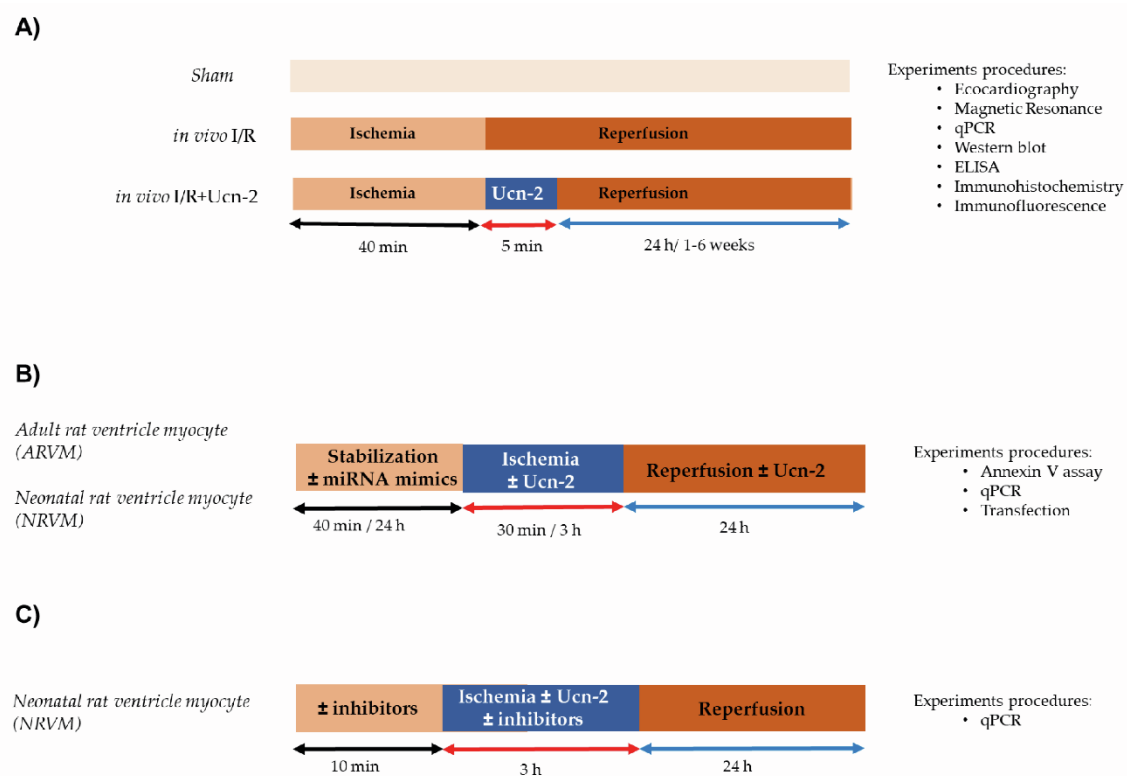 A)
Sham
in vivo I/R
Ischemia
Reperfusion
in vivo I/R+Ucn-2
Ischemia
Ucn-2
Reperfusion
40 min
5 min
24 h/ 1-6 weeks
Experiments procedures:
• Ecocardiography
• Magnetic Resonance
• qPCR
• Western blot
• ELISA
• Immunohistochemistry
• Immunofluorescence
B)
Adult rat ventricle myocyte
(ARVM)
Neonatal rat ventricle myocyte
(NRVM)
Stabilization
± miRNA mimics
Ischemia
± Ucn-2
Reperfusion ± Ucn-2
40 min / 24 h
30 min / 3 h
24 h
Experiments procedures:
• Annexin V assay
• qPCR
• Transfection
C)
Neonatal rat ventricle myocyte
(NRVM)
± inhibitors
Ischemia ± Ucn-2
± inhibitors
Reperfusion
10 min
3 h
24 h
Experiments procedures:
• qPCR